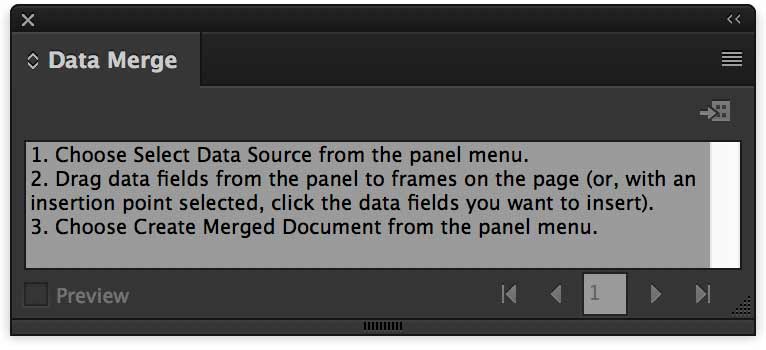 Data Merge
1. Choose Select Data Source from the panel menu.
2. Drag data fields from the panel to frames on the page (or, with an
insertion point selected, click the data fields you want to insert).
3. Choose Create Merged Document from the panel menu.
Preview
1